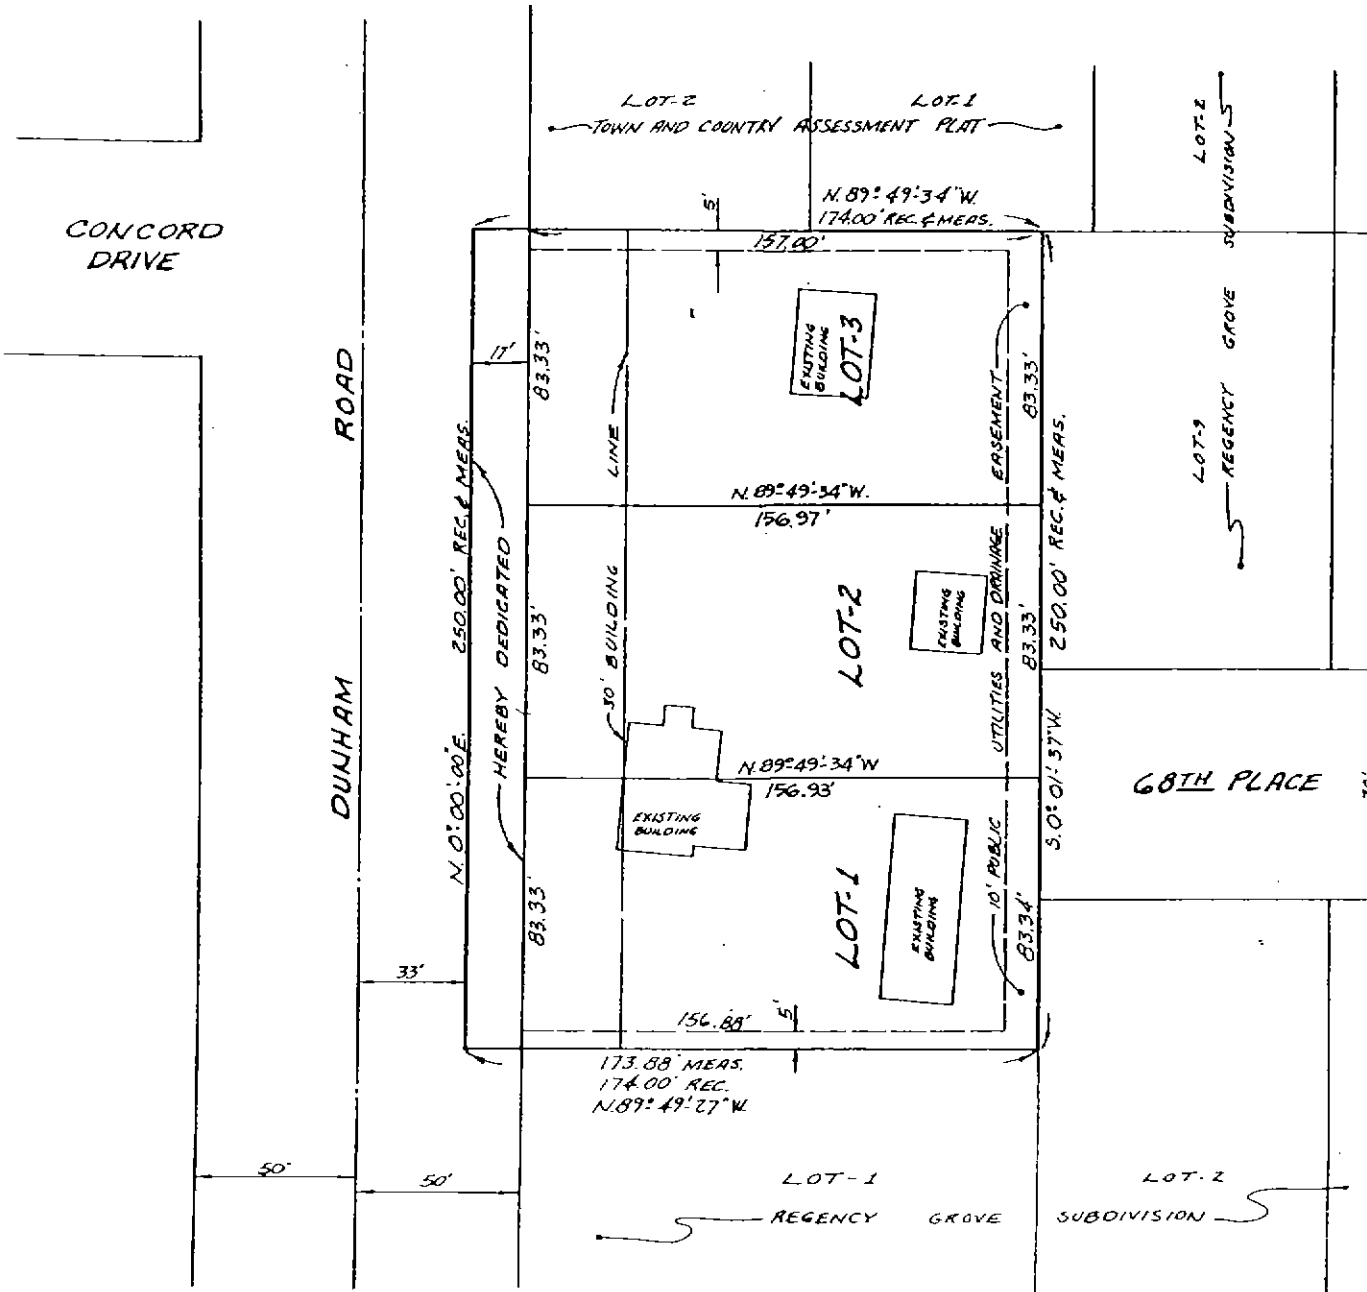 LOT-2
LOT-1
TOWN AND COUNTRY ASSESSMENT PLAT
LOT-2
REGENCY GROVE SUBDIVISION
LOT-9
CONCORD
DRIVE
N. 89°-49'-34"W.
174.00' REC. & MEAS.
5'
157.00'
17'
83.33'
EXISTING
BUILDING
LOT-3
83.33'
DUNHAM ROAD
N. 0°-00'-00"E. 250.00' REC. & MEAS.
HEREBY DEDICATED
30' BUILDING LINE
N. 89°-49'-34"W.
156.97'
10' PUBLIC UTILITIES AND DRAINAGE EASEMENT
S. 0°-01'-37"W. 250.00' REC. & MEAS.
83.33'
LOT-2
EXISTING
BUILDING
83.33'
N. 89°-49'-34"W
156.93'
68TH PLACE
EXISTING
BUILDING
83.33'
LOT-1
EXISTING
BUILDING
83.34'
33'
156.88'
5'
173.88' MEAS.
174.00' REC.
N.89°-49'-27"W.
50'
50'
LOT-1
LOT-2
REGENCY GROVE SUBDIVISION